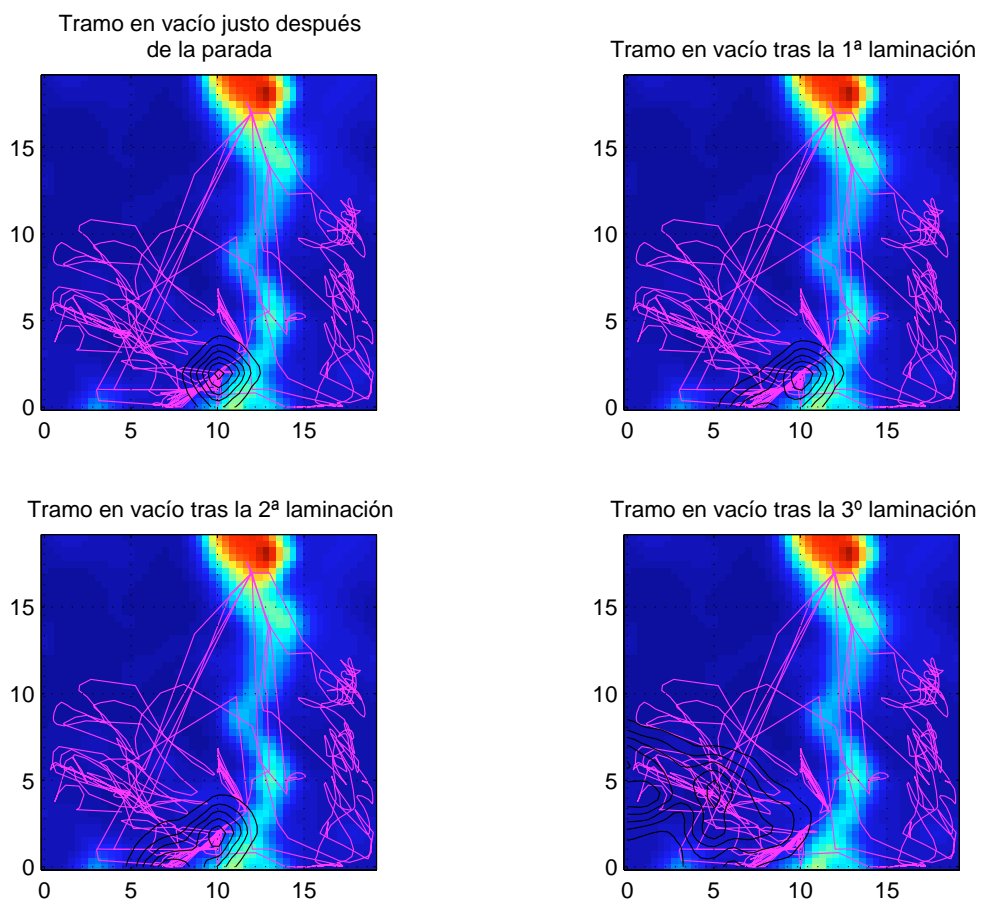 Tramo en vacío justo después
de la parada
Tramo en vacío tras la 1ª laminación
15
10
5
0
0 5 10 15
15
10
5
0
0 5 10 15
Tramo en vacío tras la 2ª laminación
Tramo en vacío tras la 3º laminación
15
10
5
0
0 5 10 15
15
10
5
0
0 5 10 15